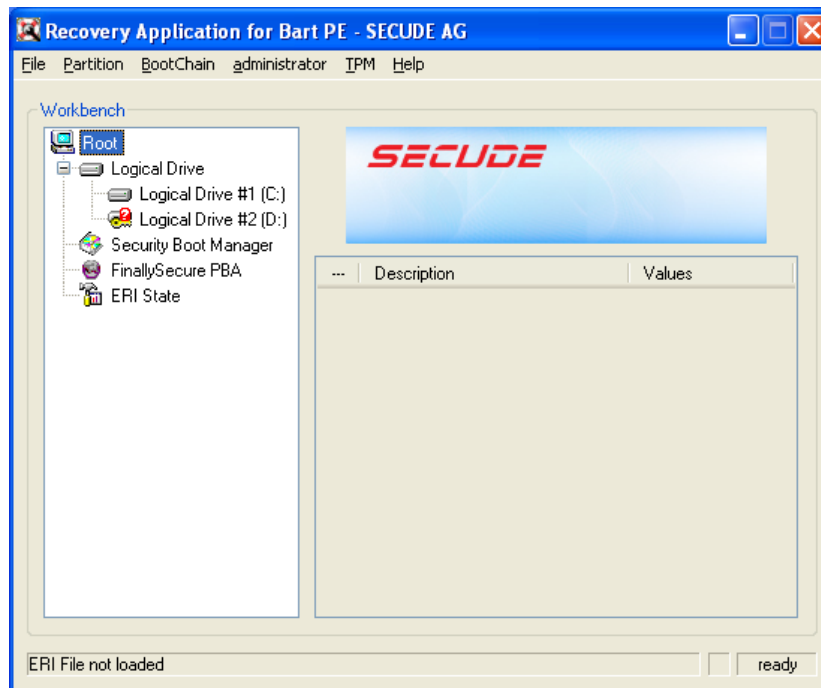 Recovery Application for Bart PE - SECUDE AG
File Partition BootChain administrator TPM Help
Workbench
Root
Logical Drive
Logical Drive #1 (C:)
Logical Drive #2 (D:)
Security Boot Manager
FinallySecure PBA
ERI State
SECUDE
--- Description Values
ERI File not loaded ready